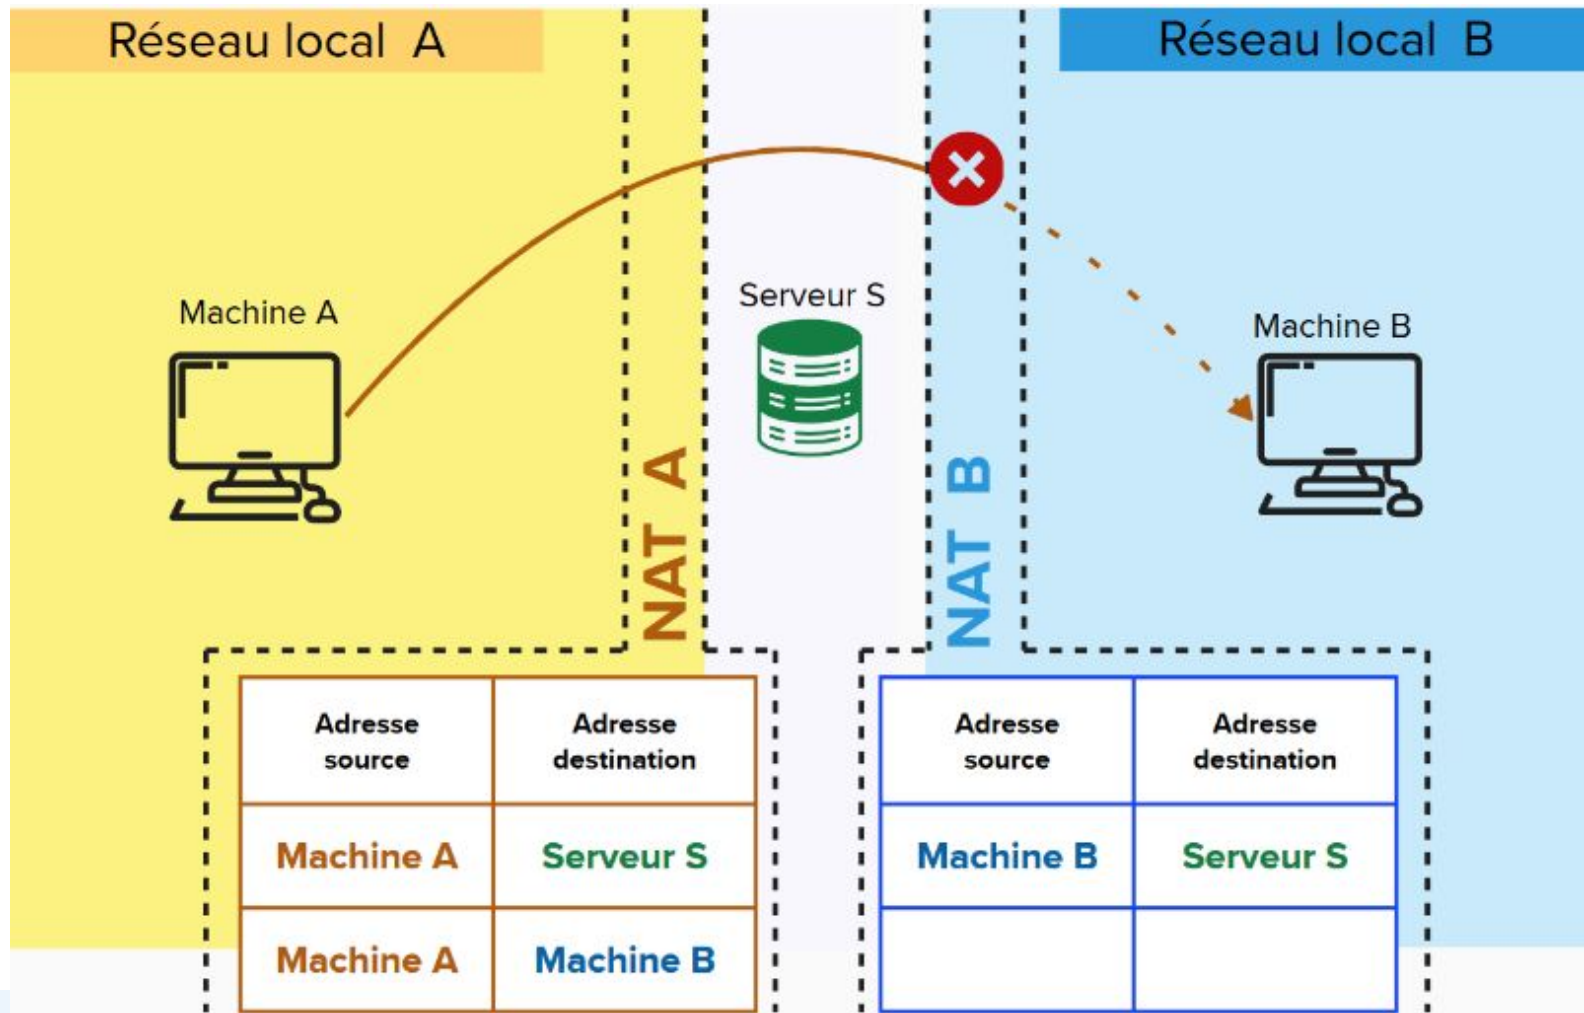 Réseau local A
Réseau local B
Machine A
Serveur S
Machine B
NAT A
NAT B
Adresse source
Adresse destination
Machine A
Serveur S
Machine A
Machine B
Adresse source
Adresse destination
Machine B
Serveur S